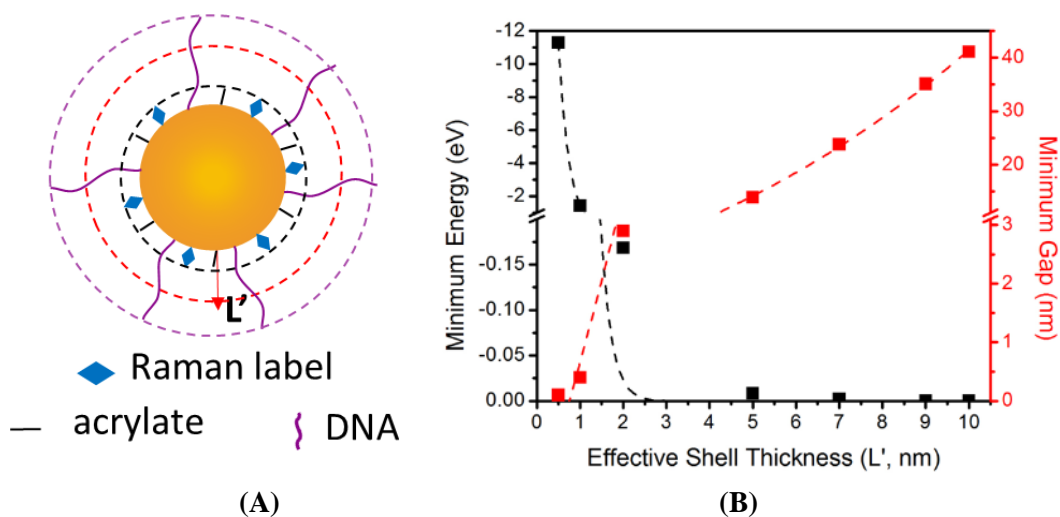 L'
Raman label
acrylate
DNA
(A)
Minimum Energy (eV)
-12
-10
-8
-6
-4
-2
-0.15
-0.10
-0.05
0.00
0 1 2 3 4 5 6 7 8 9 10
Effective Shell Thickness (L', nm)
40
30
20
3
2
1
0
Minimum Gap (nm)
(B)